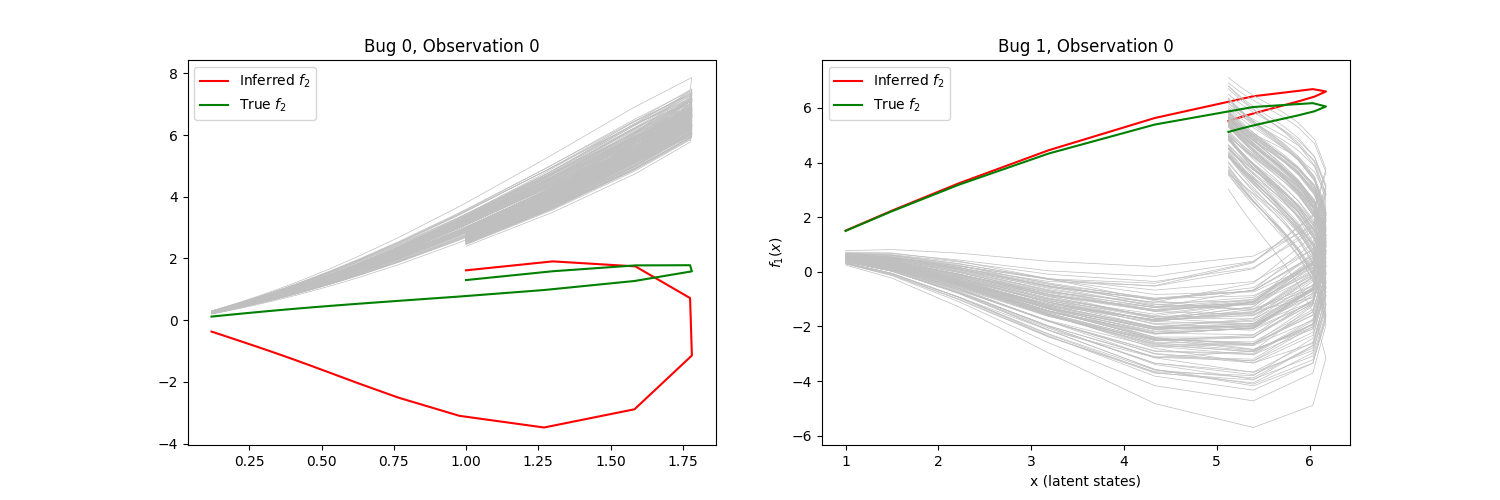 Bug 0, Observation 0
Inferred f₂
True f₂
8
6
4
2
0
−2
−4
0.25 0.50 0.75 1.00 1.25 1.50 1.75
Bug 1, Observation 0
Inferred f₂
True f₂
f₁(x)
6
4
2
0
−2
−4
−6
1 2 3 4 5 6
x (latent states)